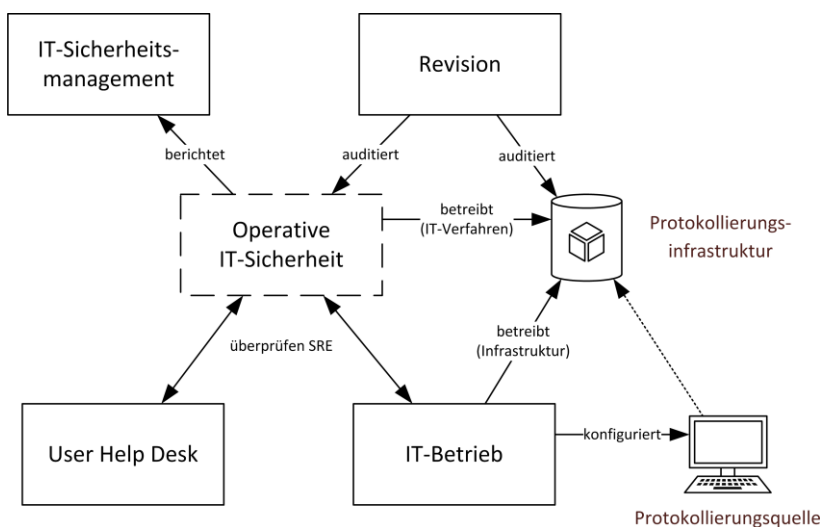 IT-Sicherheits-
management
Revision
berichtet
auditiert
auditiert
Operative
IT-Sicherheit
betreibt
(IT-Verfahren)
Protokollierungs-
infrastruktur
überprüfen SRE
betreibt
(Infrastruktur)
User Help Desk
IT-Betrieb
konfiguriert
Protokollierungsquelle